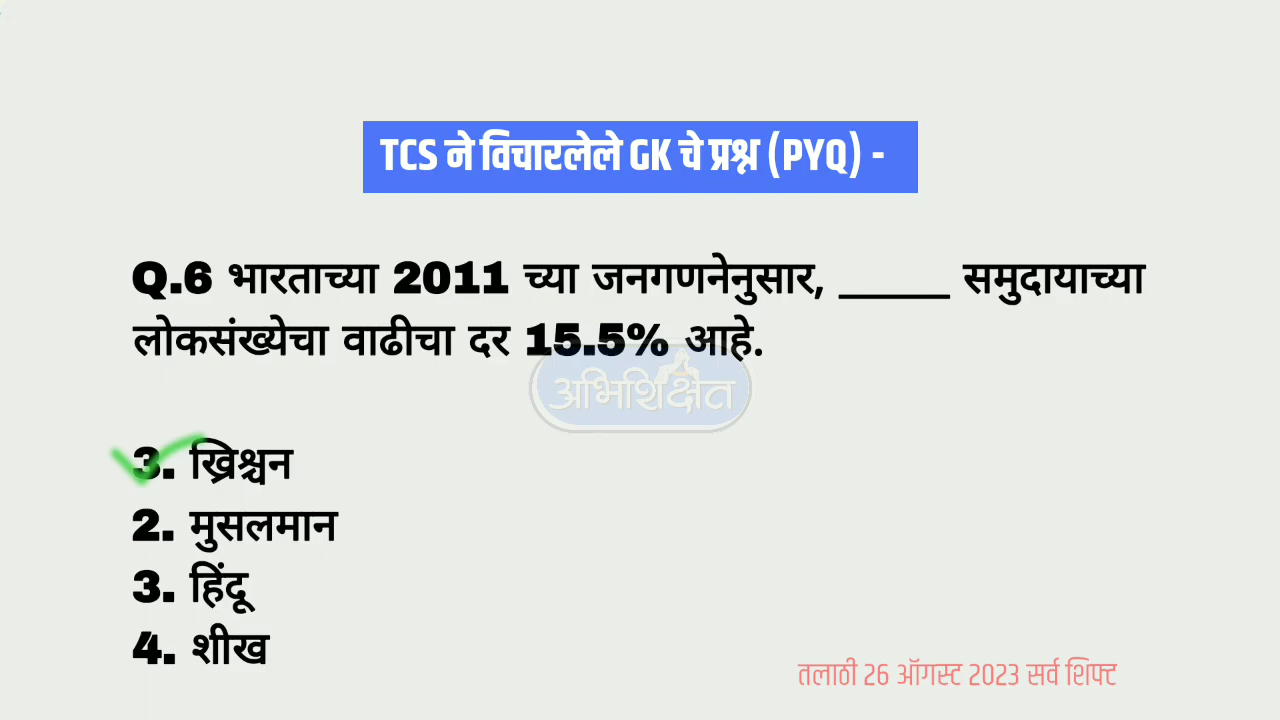 TCS ने विचारलेले GK चे प्रश्न (PYQ) -
Q.6 भारताच्या 2011 च्या जनगणनेनुसार, _____ समुदायाच्या
लोकसंख्येचा वाढीचा दर 15.5% आहे.
अभिशिक्षित
3. ख्रिश्चन
2. मुसलमान
3. हिंदू
4. शीख
तलाठी 26 ऑगस्ट 2023 सर्व शिफ्ट